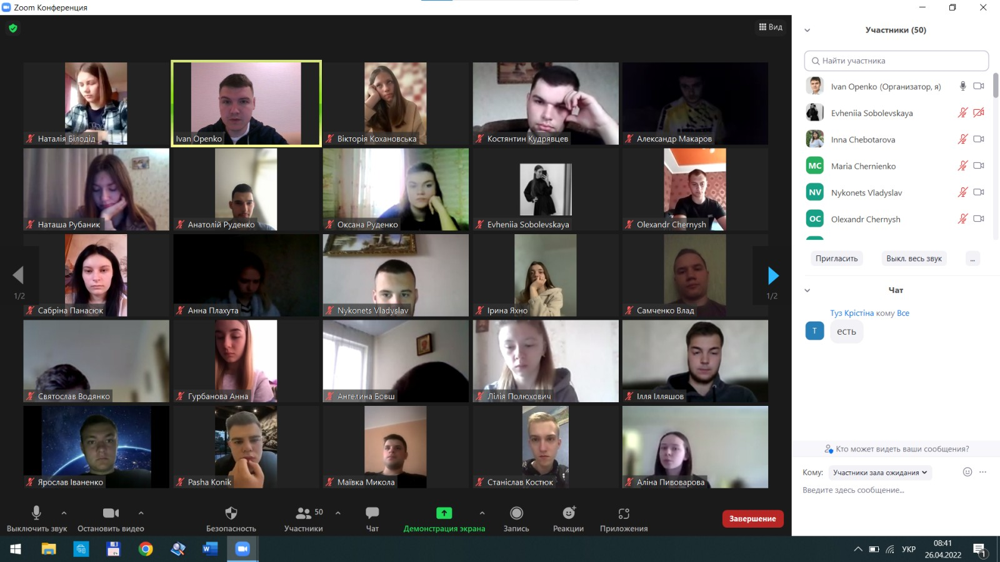 Zoom Конференция
Вид
Наталія Білодід
Ivan Openko
Вікторія Кохановська
Костянтин Кудрявцев
Александр Макаров
Наташа Рубаник
Анатолій Руденко
Оксана Руденко
Evheniia Sobolevskaya
Olexandr Chernysh
Сабріна Панасюк
Анна Плахута
Nykonets Vladyslav
Ірина Яхно
Самченко Влад
1/2
1/2
Святослав Водянко
Гурбанова Анна
Ангелина Бовш
Лілія Полюхович
Ілля Ілляшов
Ярослав Іваненко
Pasha Konik
Маївка Микола
Станіслав Костюк
Аліна Пивоварова
Выключить звук
Остановить видео
Безопасность
50
Участники
Чат
Демонстрация экрана
Запись
Реакции
Приложения
Завершение
Участники (50)
Найти участника
Ivan Openko (Организатор, я)
Evheniia Sobolevskaya
Inna Chebotarova
MC Maria Chernienko
NV Nykonets Vladyslav
OC Olexandr Chernysh
Пригласить
Выкл. весь звук
...
Чат
Туз Крістіна кому Все
Т
есть
Кто может видеть ваши сообщения?
Кому: Участники зала ожидания
Введите здесь сообщение...
УКР
08:41
26.04.2022
1